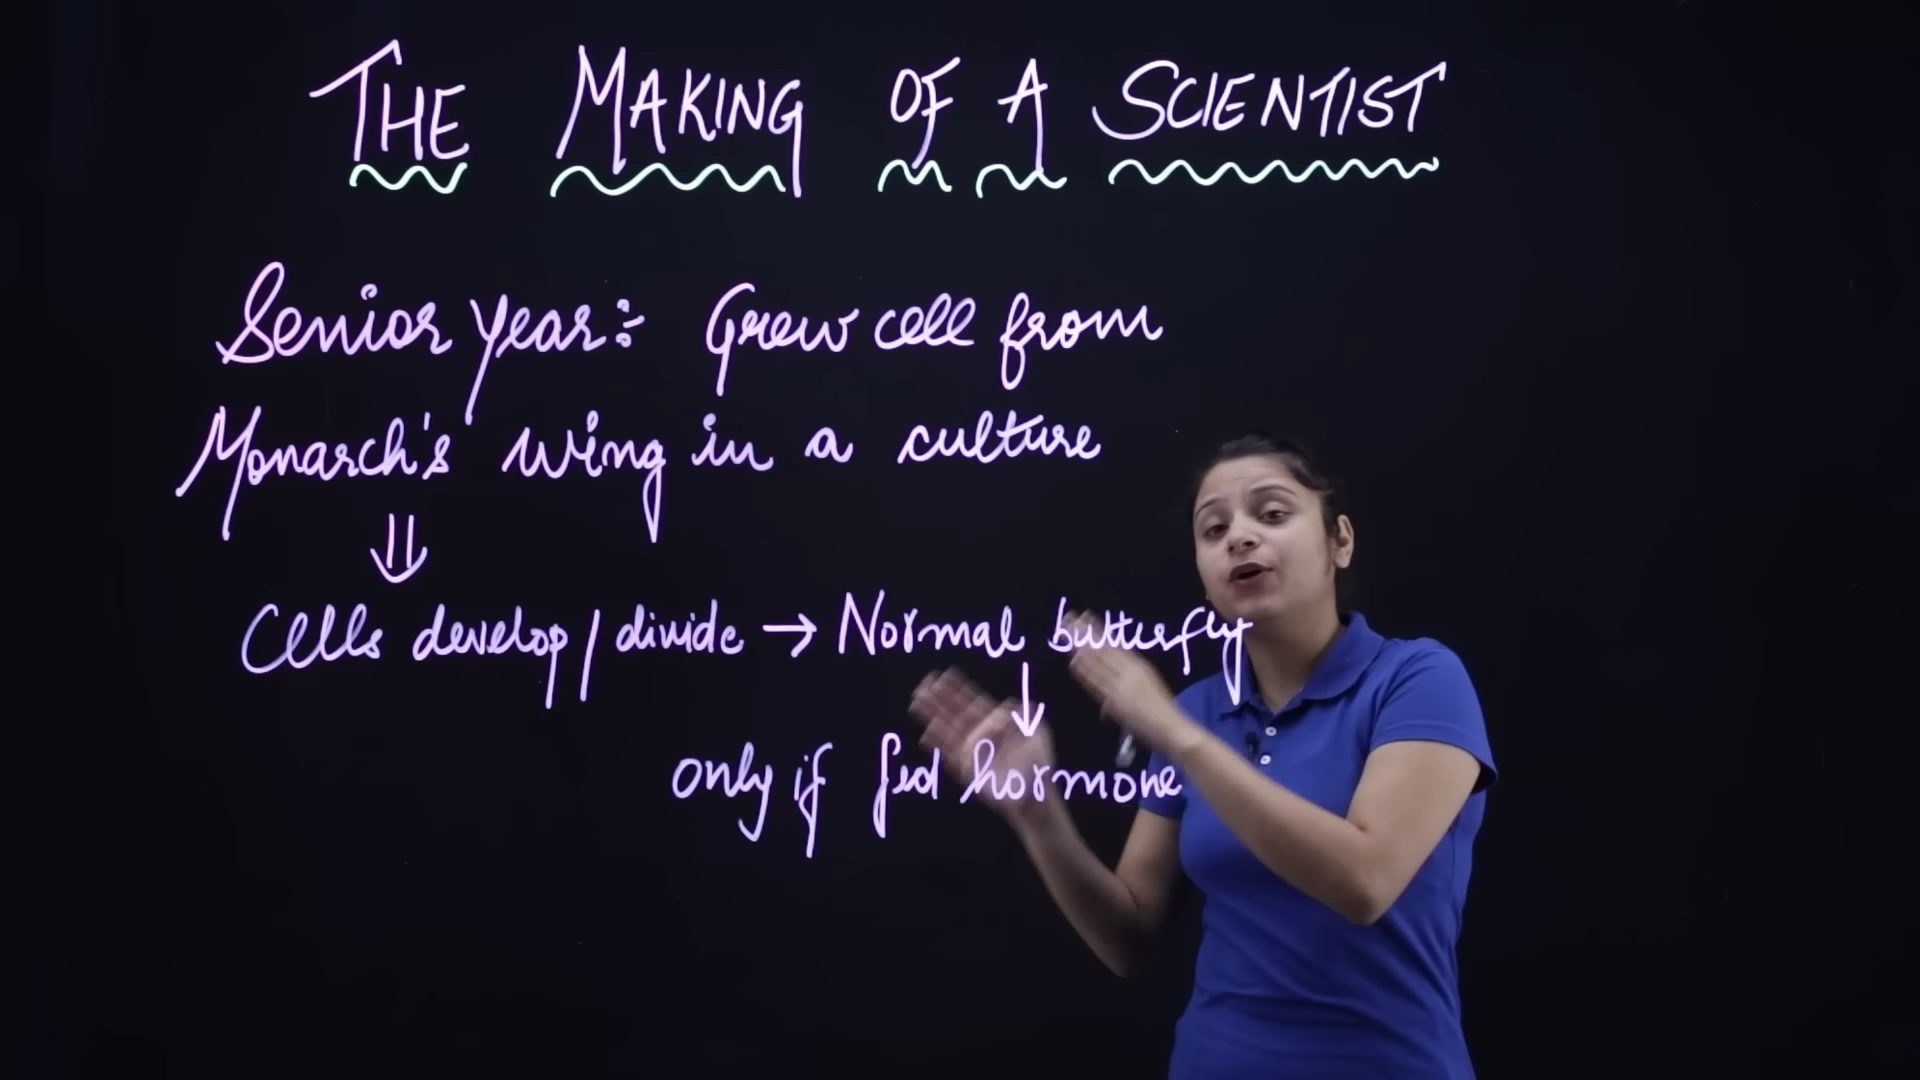 THE MAKING OF A SCIENTIST
Senior year:- Grew cell from
Monarch's wing in a culture
Cells develop / divide → Normal butterfly
only if fed hormone